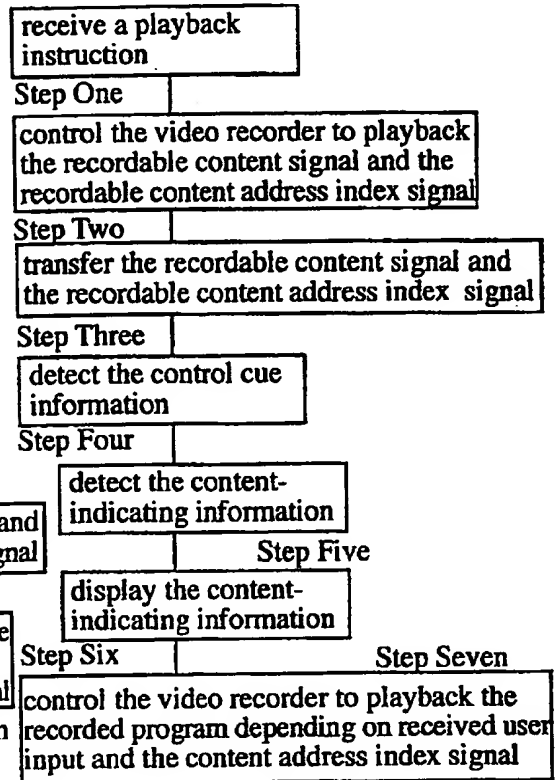 receive a playback
instruction
Step One
control the video recorder to playback
the recordable content signal and the
recordable content address index signal
Step Two
transfer the recordable content signal and
the recordable content address index signal
Step Three
detect the control cue
information
Step Four
and
gnal
detect the content-
indicating information
Step Five
display the content-
indicating information
e
l
n
Step Six
Step Seven
control the video recorder to playback the
recorded program depending on received user
input and the content address index signal